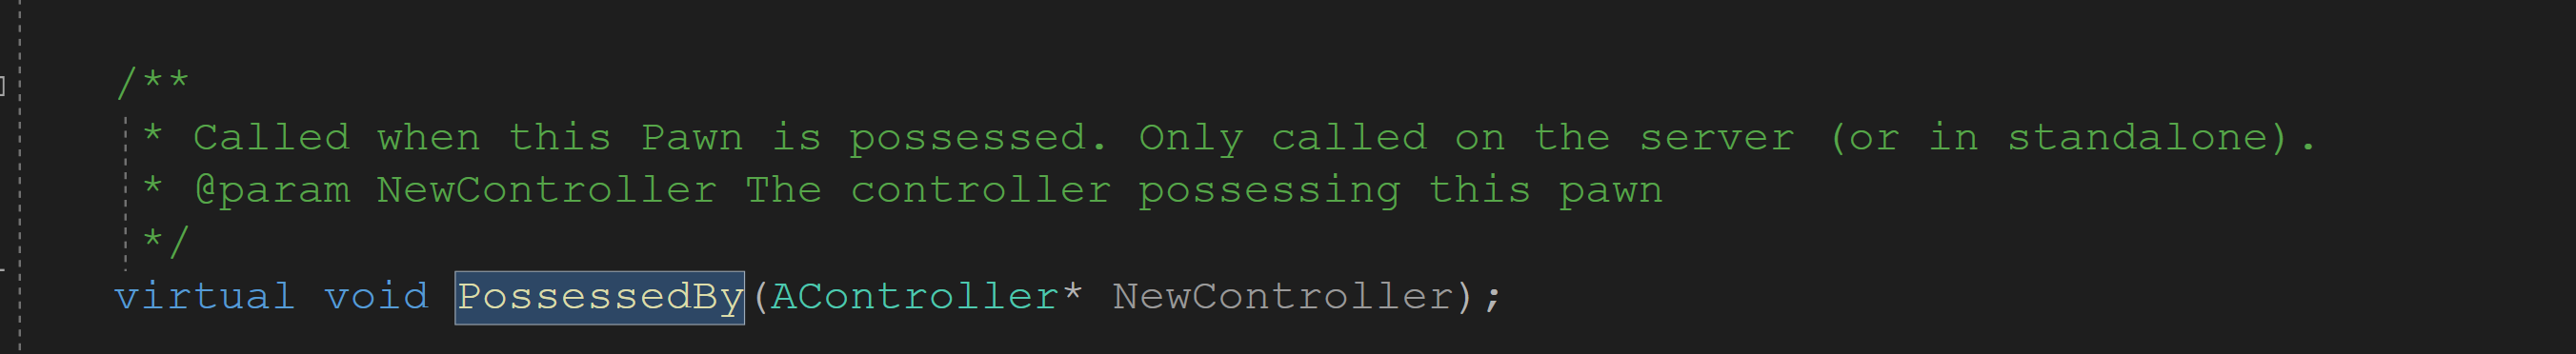 /**
* Called when this Pawn is possessed. Only called on the server (or in standalone).
* @param NewController The controller possessing this pawn
*/
virtual void PossessedBy(AController* NewController);